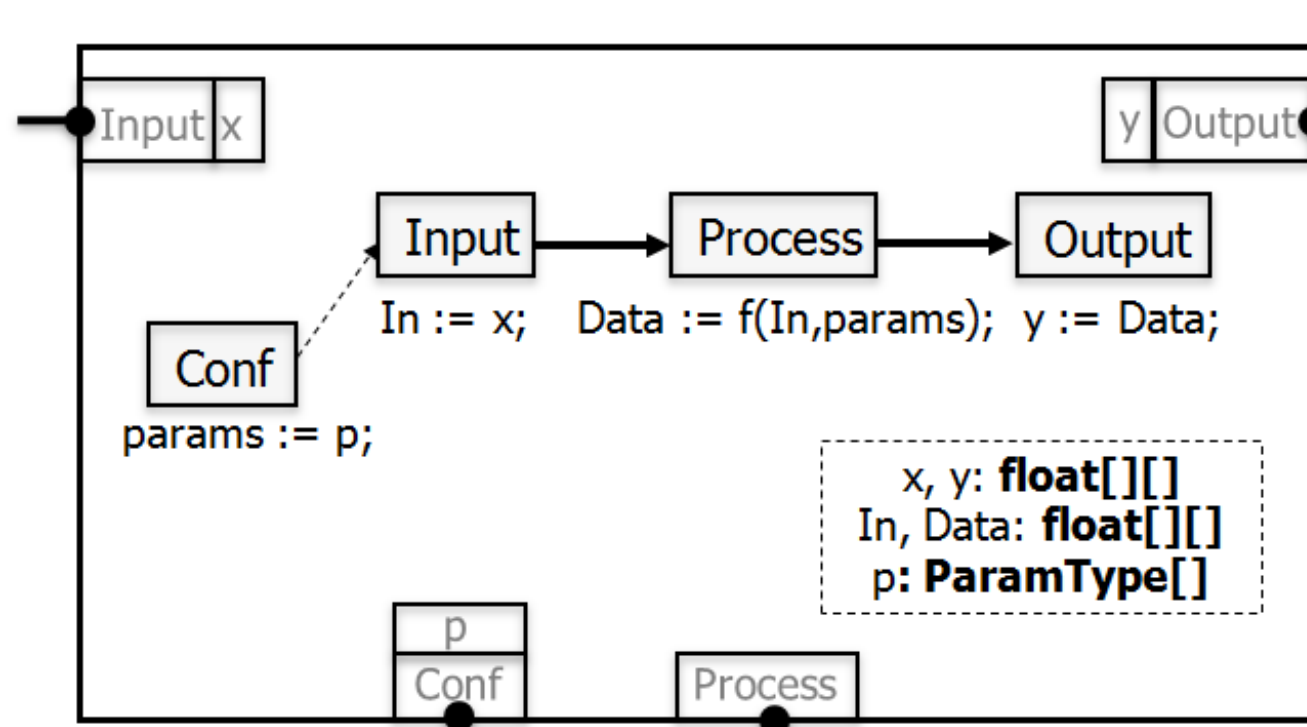 Input x
y Output
Input Process Output
In := x; Data := f(In,params); y := Data;
Conf
params := p;
x, y: float[][]
In, Data: float[][]
p: ParamType[]
p
Conf
Process